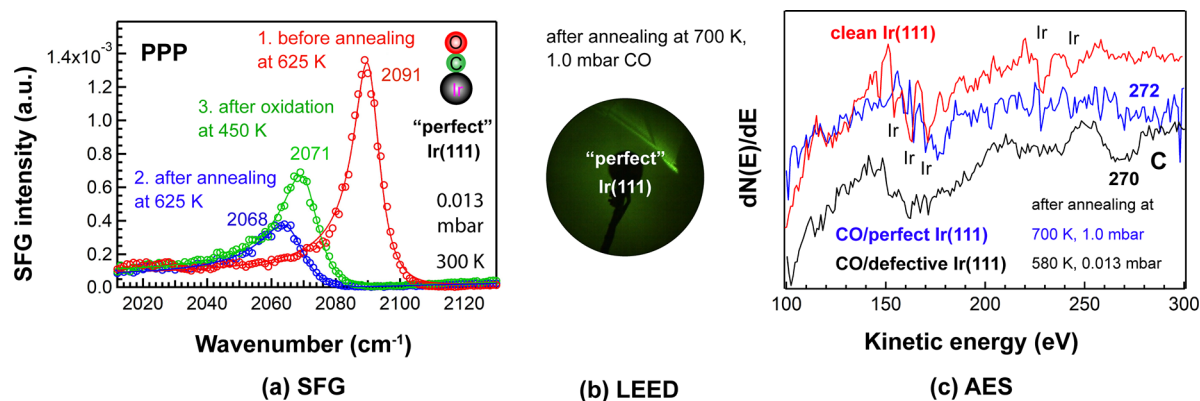 PPP
1. before annealing
at 625 K
O
C
Ir
2091
3. after oxidation
at 450 K
"perfect"
Ir(111)
2071
2. after annealing
at 625 K
2068
0.013
mbar
300 K
SFG intensity (a.u.)
1.4×10⁻³
1.2
1.0
0.8
0.6
0.4
0.2
0.0
2020
2040
2060
2080
2100
2120
Wavenumber (cm⁻¹)
(a) SFG
after annealing at 700 K,
1.0 mbar CO
"perfect"
Ir(111)
(b) LEED
dN(E)/dE
clean Ir(111)
Ir
Ir
272
Ir
Ir
Ir
C
270
after annealing at
CO/perfect Ir(111) 700 K, 1.0 mbar
CO/defective Ir(111) 580 K, 0.013 mbar
100
150
200
250
300
Kinetic energy (eV)
(c) AES